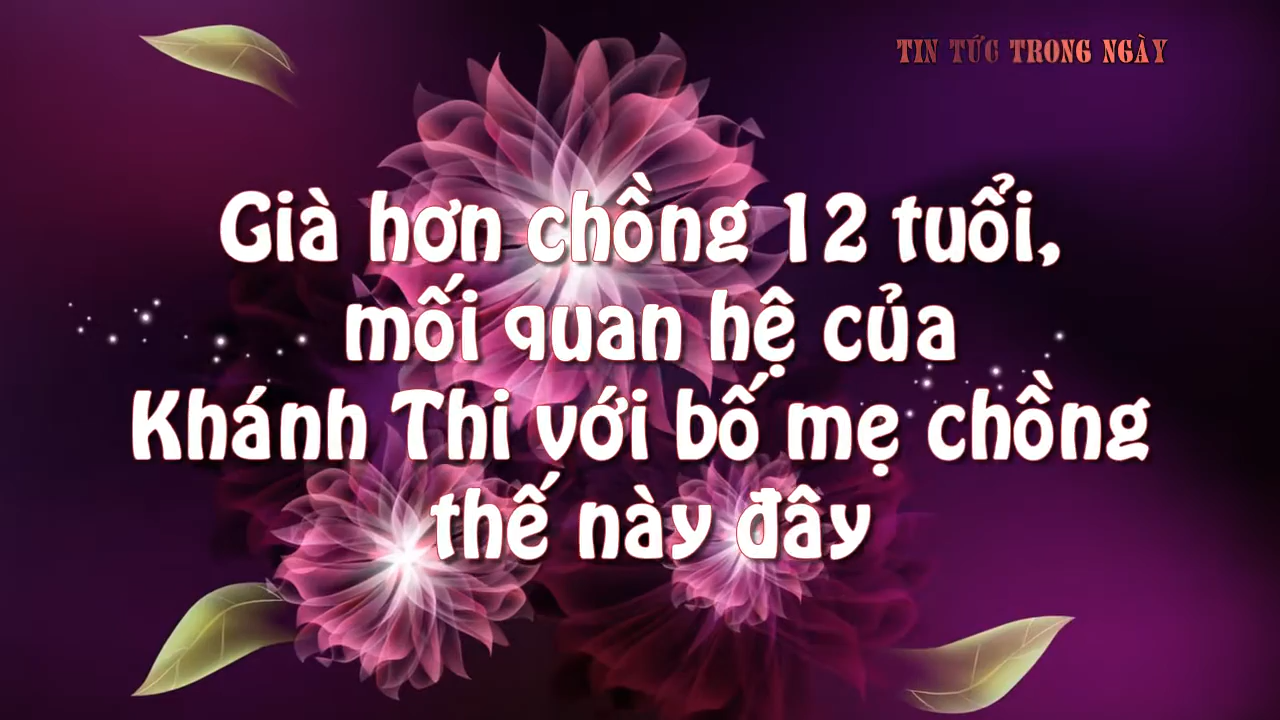 TIN TỨC TRONG NGÀY
Già hơn chồng 12 tuổi,
mối quan hệ của
Khánh Thi với bố mẹ chồng
thế này đây